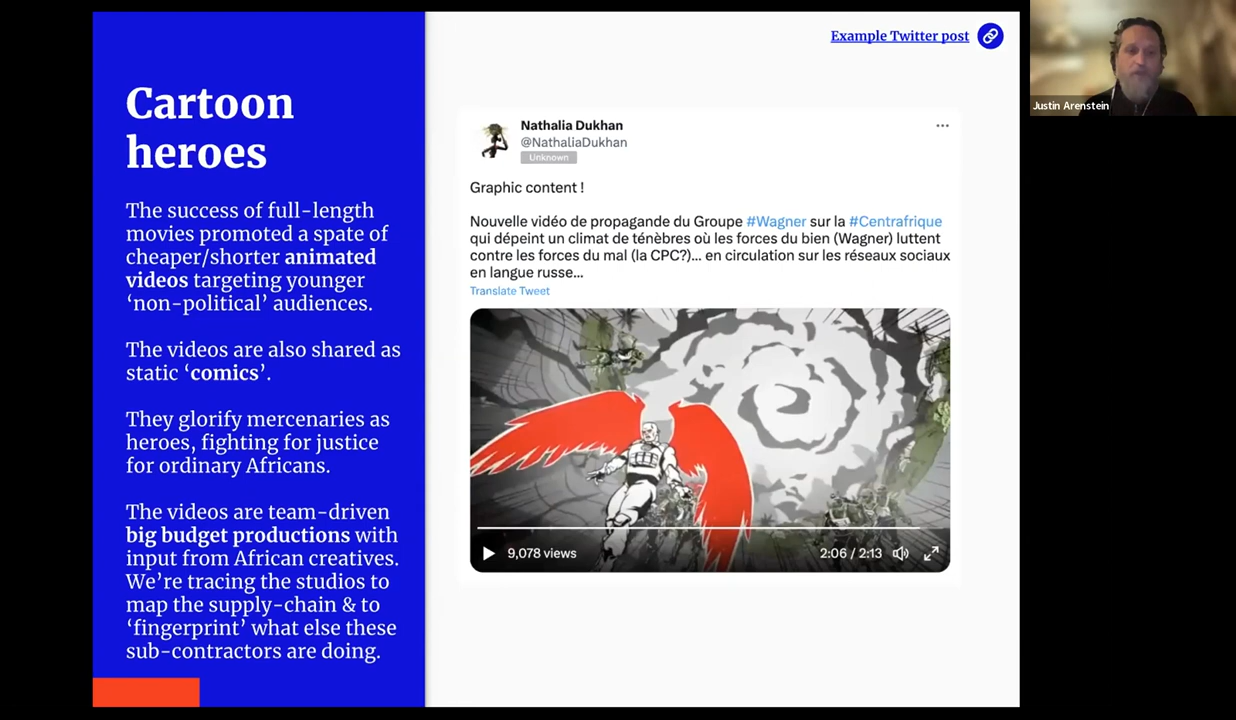 Cartoon
heroes
The success of full-length
movies promoted a spate of
cheaper/shorter animated
videos targeting younger
‘non-political’ audiences.
The videos are also shared as
static ‘comics’.
They glorify mercenaries as
heroes, fighting for justice
for ordinary Africans.
The videos are team-driven
big budget productions with
input from African creatives.
We’re tracing the studios to
map the supply-chain & to
‘fingerprint’ what else these
sub-contractors are doing.
Example Twitter post
Nathalia Dukhan
@NathaliaDukhan
Unknown
Graphic content !
Nouvelle vidéo de propagande du Groupe #Wagner sur la #Centrafrique
qui dépeint un climat de ténèbres où les forces du bien (Wagner) luttent
contre les forces du mal (la CPC?)... en circulation sur les réseaux sociaux
en langue russe...
Translate Tweet
9,078 views
2:06 / 2:13
Justin Arenstein